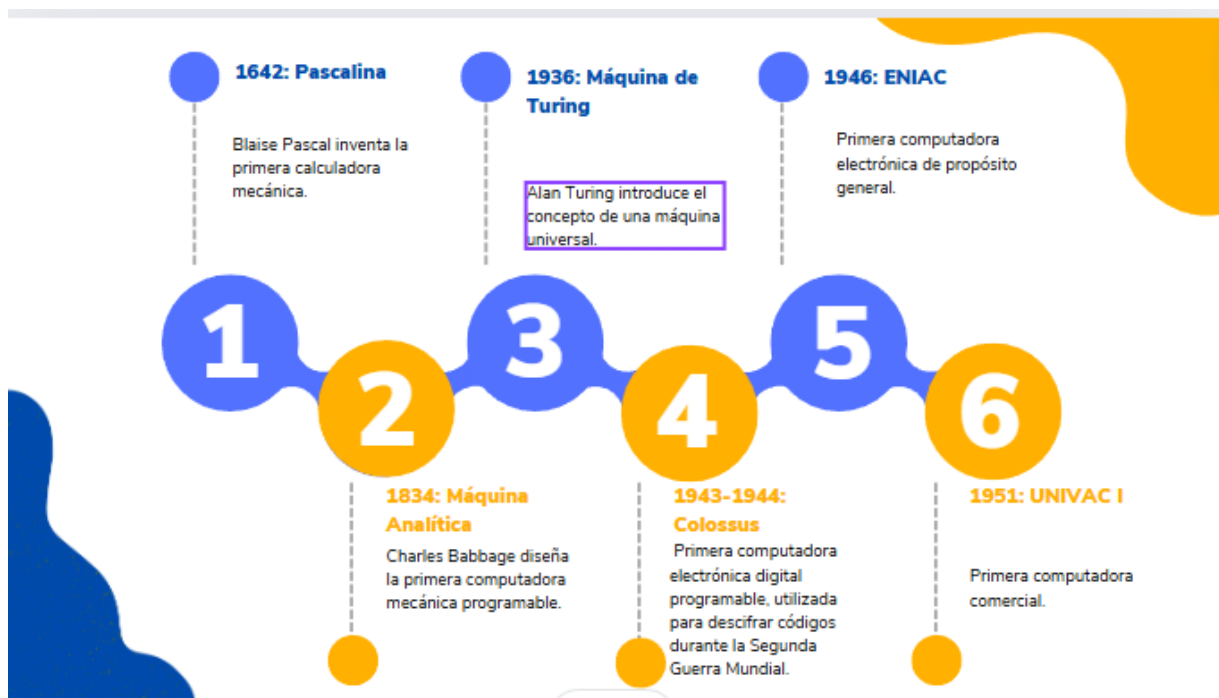 1642: Pascalina
Blaise Pascal inventa la
primera calculadora
mecánica.
1936: Máquina de
Turing
Alan Turing introduce el
concepto de una máquina
universal.
1946: ENIAC
Primera computadora
electrónica de propósito
general.
1
2
3
4
5
6
1834: Máquina
Analítica
Charles Babbage diseña
la primera computadora
mecánica programable.
1943-1944:
Colossus
Primera computadora
electrónica digital
programable, utilizada
para descifrar códigos
durante la Segunda
Guerra Mundial.
1951: UNIVAC I
Primera computadora
comercial.